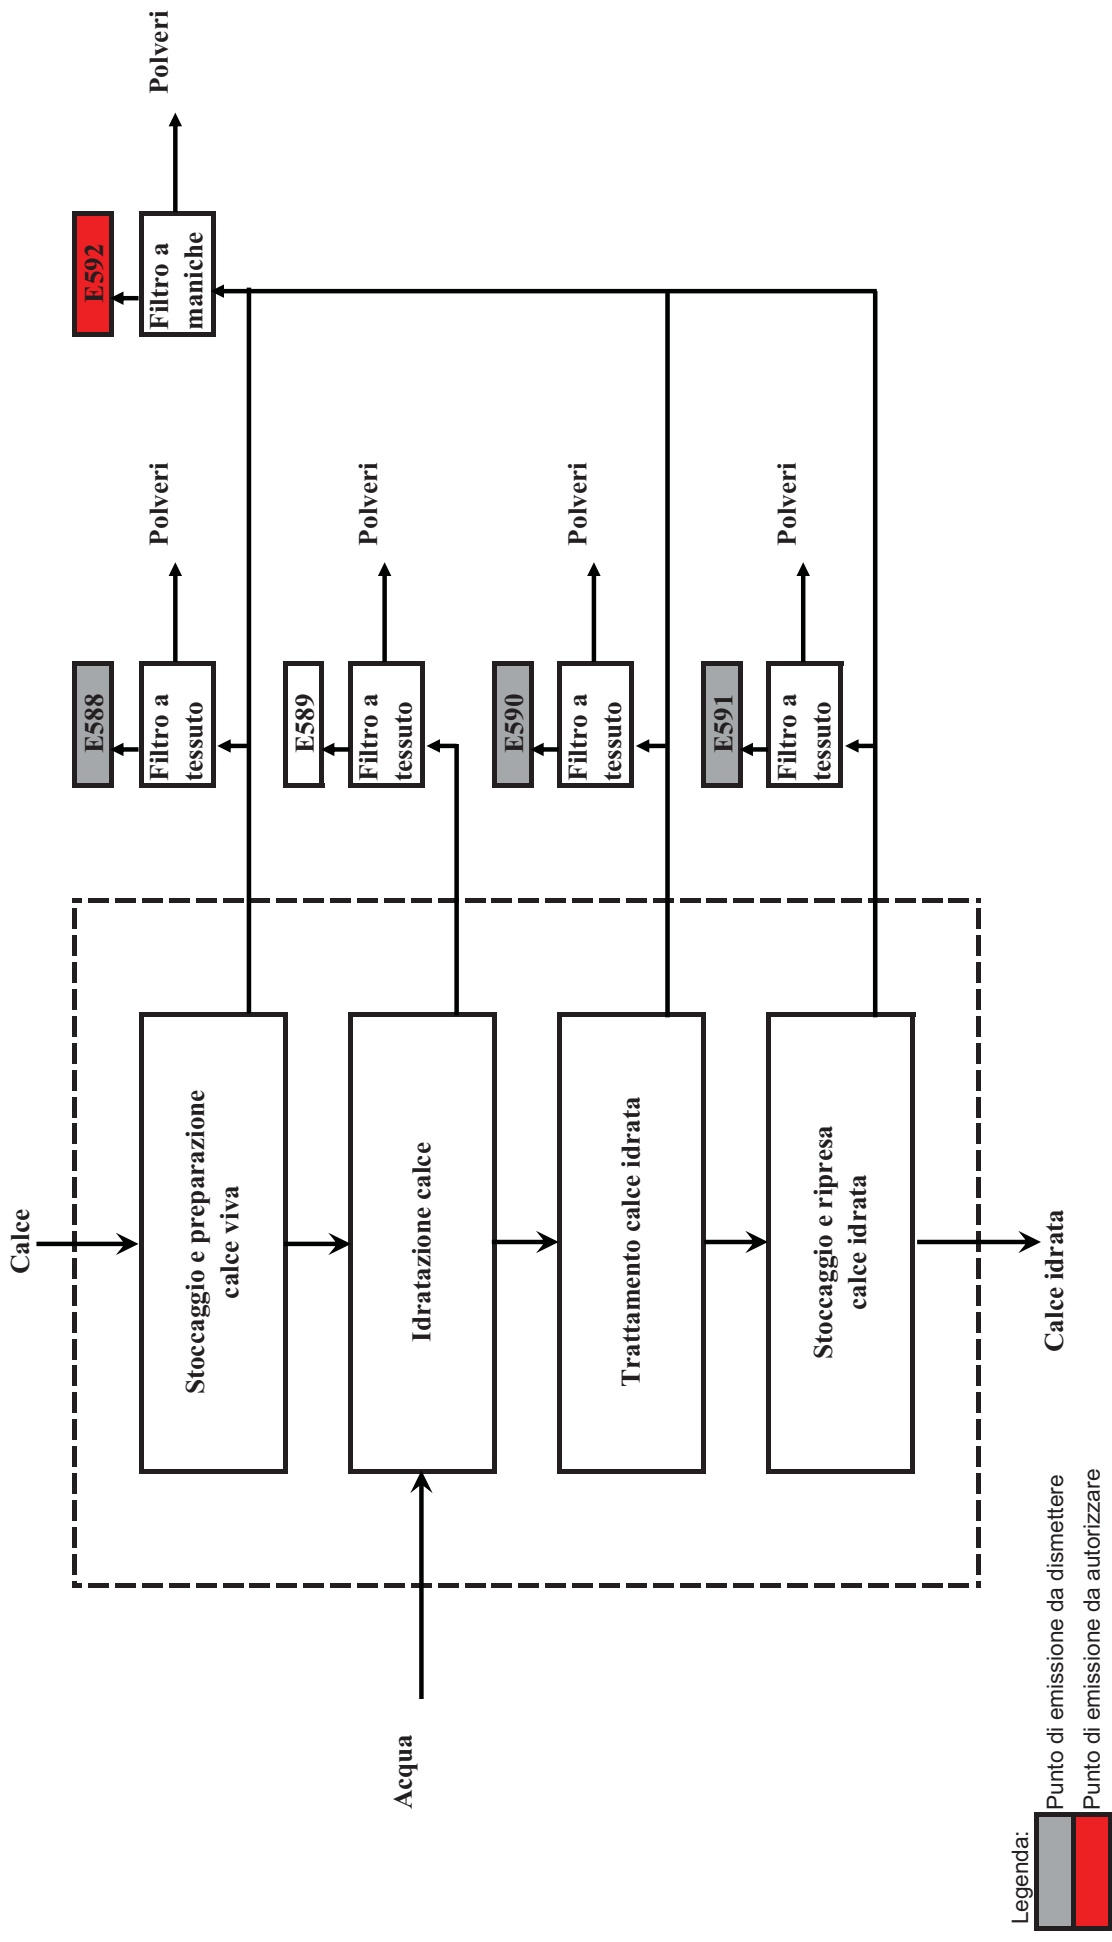 Calce
Stoccaggio e preparazione
calce viva
E588
Filtro a
tessuto
Polveri
E592
Filtro a
maniche
Polveri
Acqua
Idratazione calce
E589
Filtro a
tessuto
Polveri
Trattamento calce idrata
E590
Filtro a
tessuto
Polveri
Stoccaggio e ripresa
calce idrata
E591
Filtro a
tessuto
Polveri
Calce idrata
Legenda:
Punto di emissione da dismettere
Punto di emissione da autorizzare